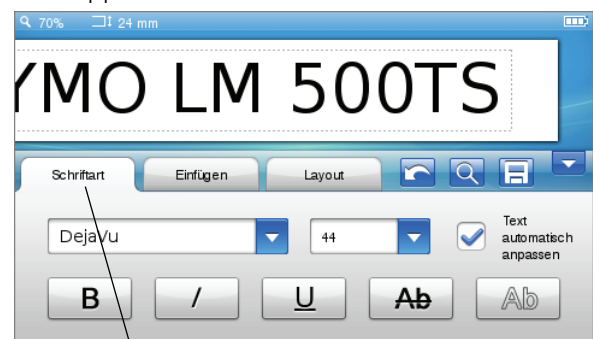 70% 24 mm
YMO LM 500TS
Schriftart Einfügen Layout
DejaVu 44 Text automatisch anpassen
B I U Ab Ab